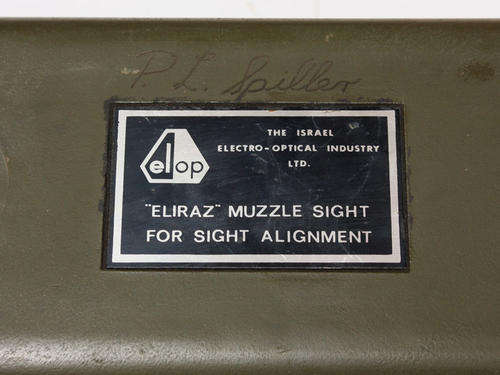 P. L. Spiller
elop
THE ISRAEL
ELECTRO-OPTICAL INDUSTRY
LTD.
"ELIRAZ" MUZZLE SIGHT
FOR SIGHT ALIGNMENT